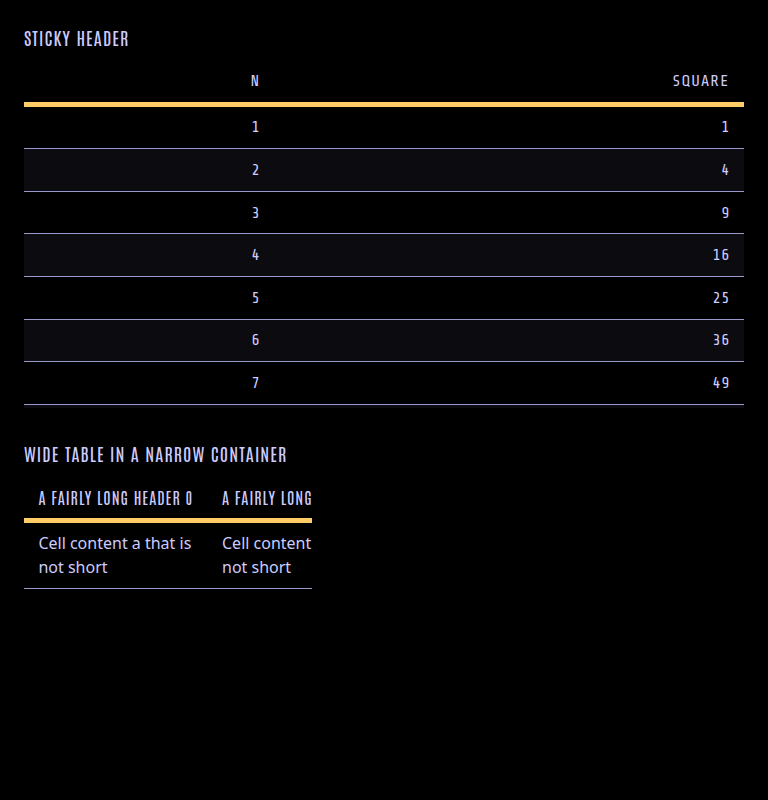 STICKY HEADER
N SQUARE
1 1
2 4
3 9
4 16
5 25
6 36
7 49
WIDE TABLE IN A NARROW CONTAINER
A FAIRLY LONG HEADER 0 A FAIRLY LONG
Cell content a that is Cell content
not short not short